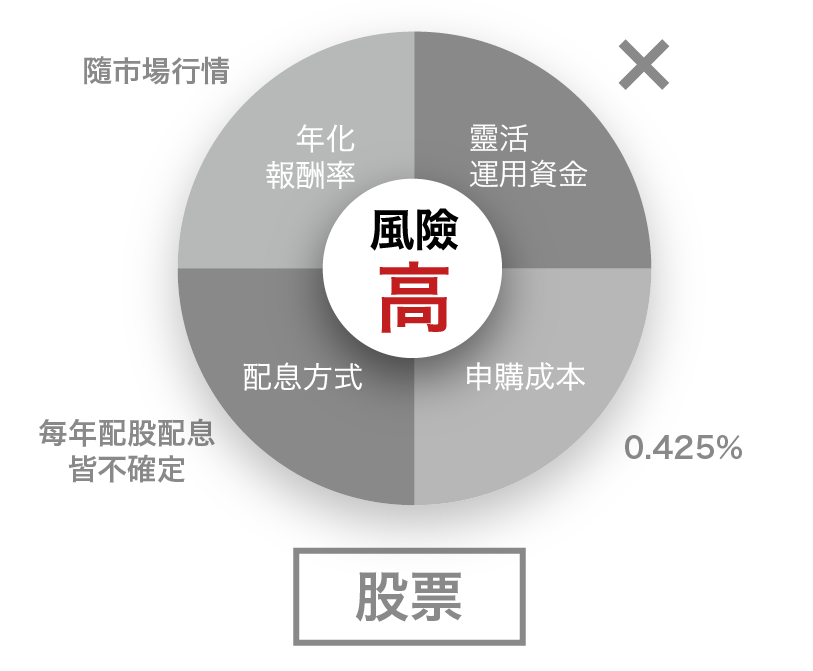 隨市場行情
年化
報酬率
靈活
運用資金
風險
高
配息方式
申購成本
每年配股配息
皆不確定
0.425%
股票